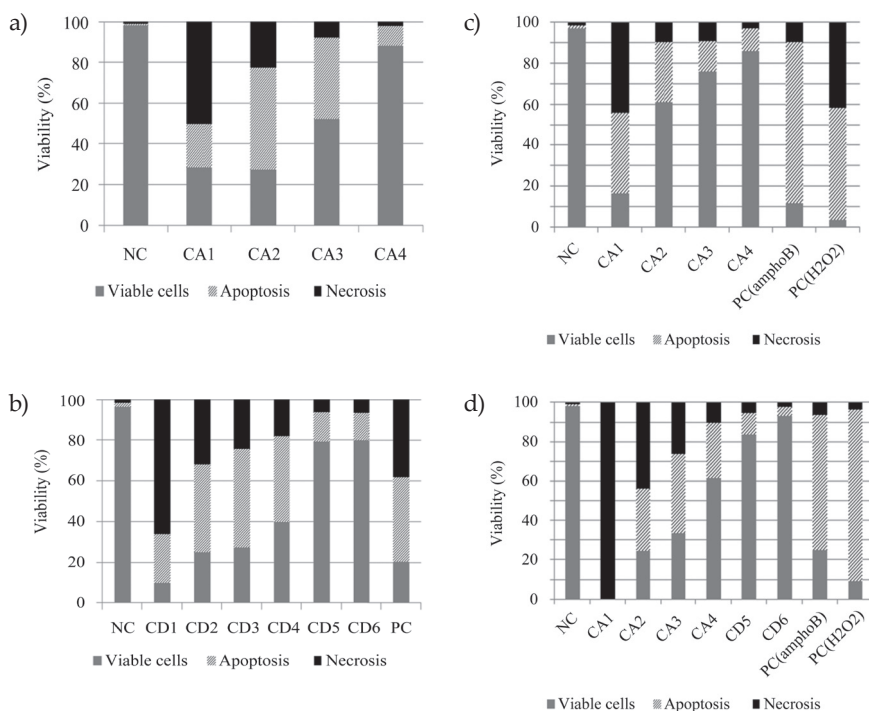 a)
Viability (%)
100
80
60
40
20
0
NC CA1 CA2 CA3 CA4
Viable cells Apoptosis Necrosis
c)
Viability (%)
100
80
60
40
20
0
NC CA1 CA2 CA3 CA4 PC(amphoB) PC(H2O2)
Viable cells Apoptosis Necrosis
b)
Viability (%)
100
80
60
40
20
0
NC CD1 CD2 CD3 CD4 CD5 CD6 PC
Viable cells Apoptosis Necrosis
d)
Viability (%)
100
80
60
40
20
0
NC CA1 CA2 CA3 CA4 CD5 CD6 PC(amphoB) PC(H2O2)
Viable cells Apoptosis Necrosis